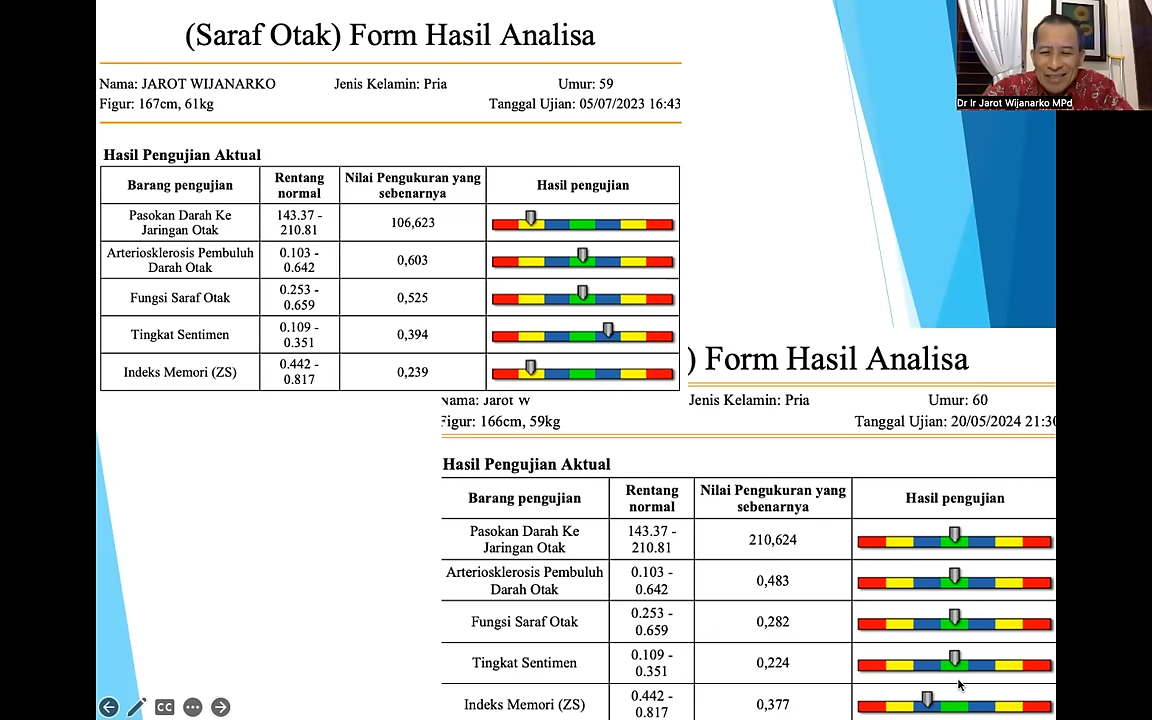 (Saraf Otak) Form Hasil Analisa
Nama: JAROT WIJANARKO Jenis Kelamin: Pria Umur: 59
Figur: 167cm, 61kg Tanggal Ujian: 05/07/2023 16:43
Hasil Pengujian Aktual
Barang pengujian Rentang normal Nilai Pengukuran yang sebenarnya Hasil pengujian
Pasokan Darah Ke Jaringan Otak 143.37 - 210.81 106,623
Arteriosklerosis Pembuluh Darah Otak 0.103 - 0.642 0,603
Fungsi Saraf Otak 0.253 - 0.659 0,525
Tingkat Sentimen 0.109 - 0.351 0,394
Indeks Memori (ZS) 0.442 - 0.817 0,239
Dr Ir Jarot Wijanarko MPd
) Form Hasil Analisa
Nama: Jarot W Jenis Kelamin: Pria Umur: 60
Figur: 166cm, 59kg Tanggal Ujian: 20/05/2024 21:30
Hasil Pengujian Aktual
Barang pengujian Rentang normal Nilai Pengukuran yang sebenarnya Hasil pengujian
Pasokan Darah Ke Jaringan Otak 143.37 - 210.81 210,624
Arteriosklerosis Pembuluh Darah Otak 0.103 - 0.642 0,483
Fungsi Saraf Otak 0.253 - 0.659 0,282
Tingkat Sentimen 0.109 - 0.351 0,224
Indeks Memori (ZS) 0.442 - 0.817 0,377
CC